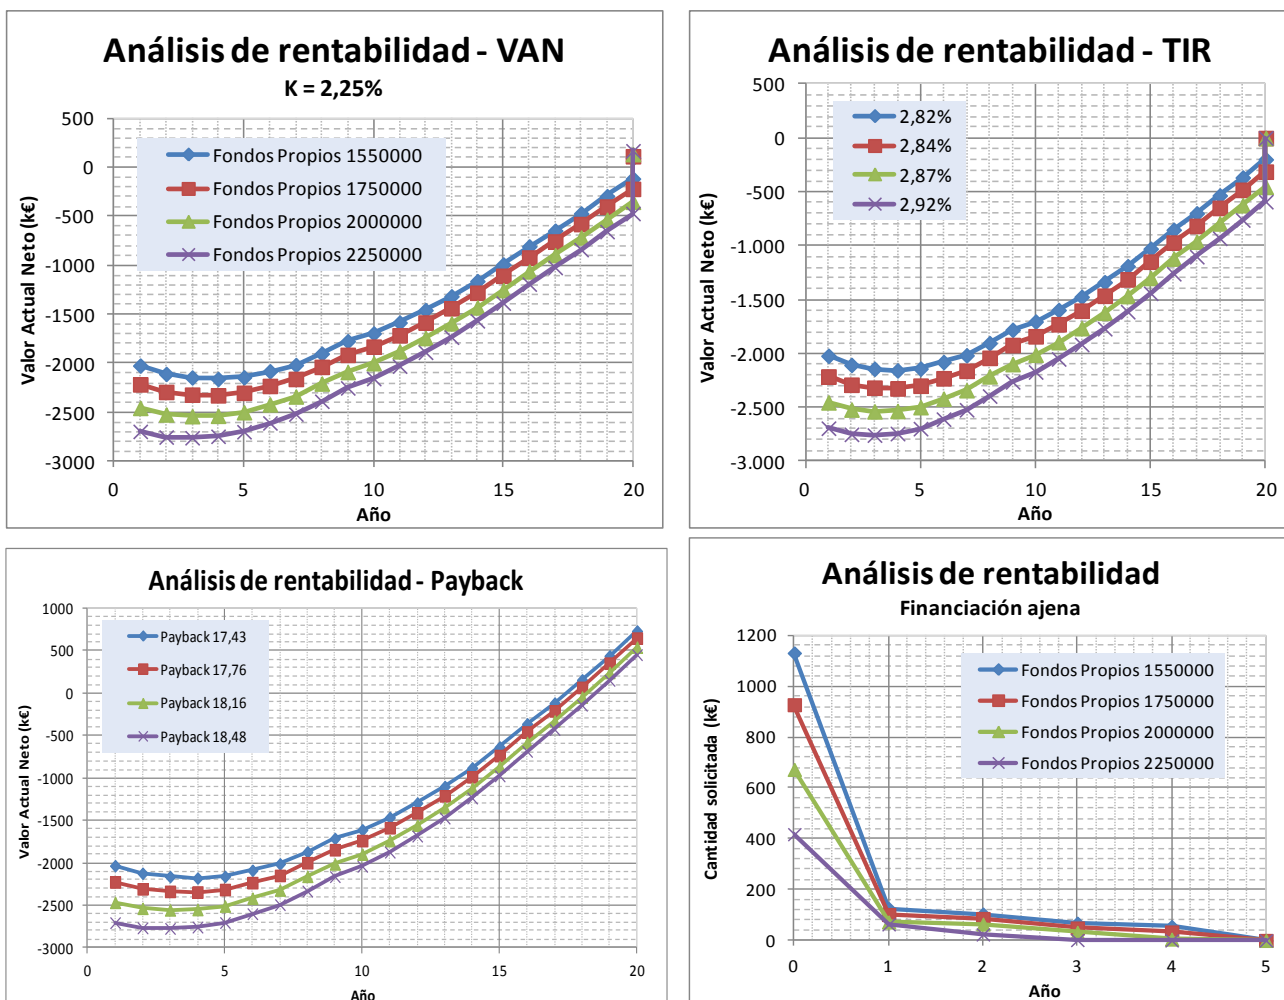 Análisis de rentabilidad - VAN
K = 2,25%
500
0
-500
-1000
-1500
-2000
-2500
-3000
0
5
10
15
20
Valor Actual Neto (k€)
Año
Fondos Propios 1550000
Fondos Propios 1750000
Fondos Propios 2000000
Fondos Propios 2250000
Análisis de rentabilidad - TIR
500
0
-500
-1.000
-1.500
-2.000
-2.500
-3.000
0
5
10
15
20
Valor Actual Neto (k€)
Año
2,82%
2,84%
2,87%
2,92%
Análisis de rentabilidad - Payback
1000
500
0
-500
-1000
-1500
-2000
-2500
-3000
0
5
10
15
20
Valor Actual Neto (k€)
Año
Payback 17,43
Payback 17,76
Payback 18,16
Payback 18,48
Análisis de rentabilidad
Financiación ajena
1200
1000
800
600
400
200
0
0
1
2
3
4
5
Cantidad solicitada (k€)
Año
Fondos Propios 1550000
Fondos Propios 1750000
Fondos Propios 2000000
Fondos Propios 2250000